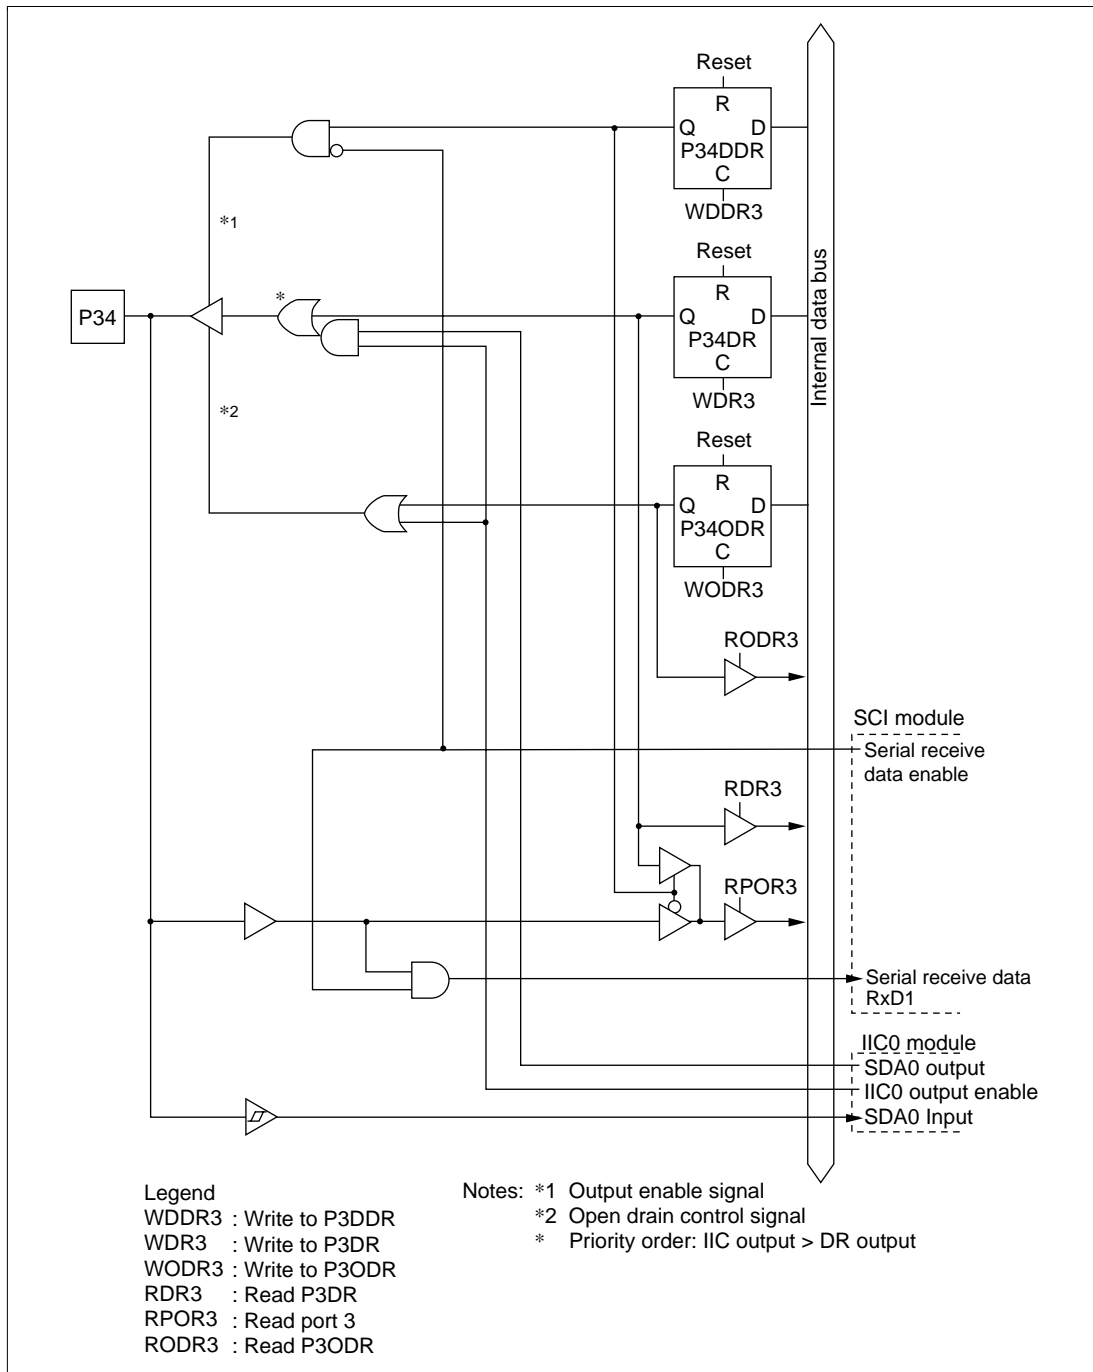 Reset
R
Q D
P34DDR
C
WDDR3
*1
Reset
R
*
P34
Q D
P34DR
C
WDR3
Internal data bus
*2
Reset
R
Q D
P34ODR
C
WODR3
RODR3
SCI module
Serial receive
data enable
RDR3
RPOR3
Serial receive data
RxD1
IIC0 module
SDA0 output
IIC0 output enable
SDA0 Input
Legend
WDDR3 : Write to P3DDR
WDR3 : Write to P3DR
WODR3 : Write to P3ODR
RDR3 : Read P3DR
RPOR3 : Read port 3
RODR3 : Read P3ODR
Notes: *1 Output enable signal
*2 Open drain control signal
* Priority order: IIC output > DR output